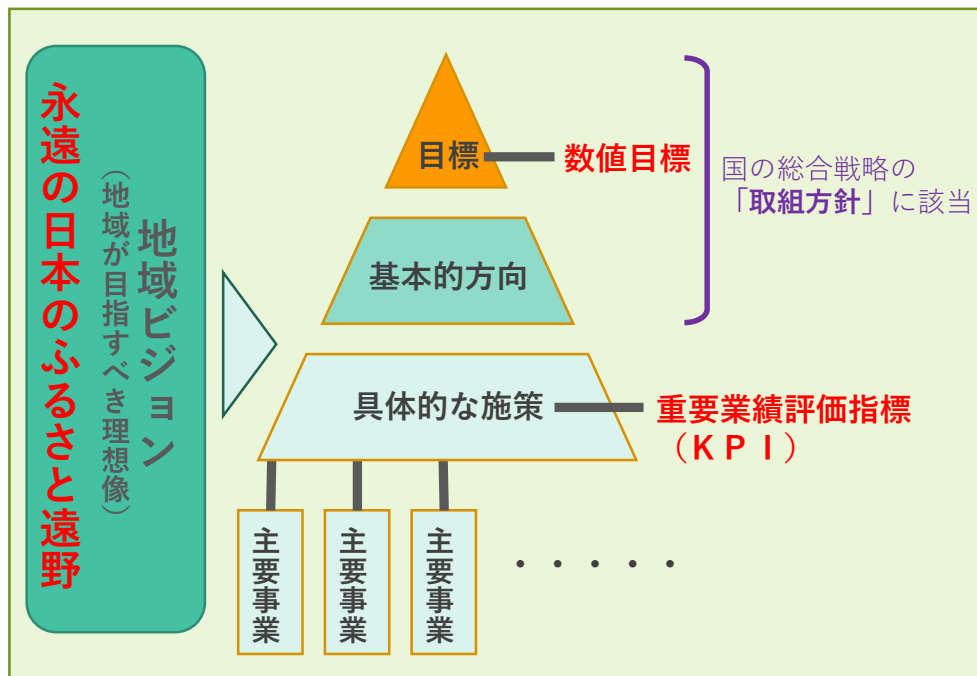 地域ビジョン
（地域が目指すべき理想像）
永遠の日本のふるさと遠野
目標
数値目標
国の総合戦略の
「取組方針」に該当
基本的方向
具体的な施策
重要業績評価指標
（ＫＰＩ）
主要事業
主要事業
主要事業
・・・・・